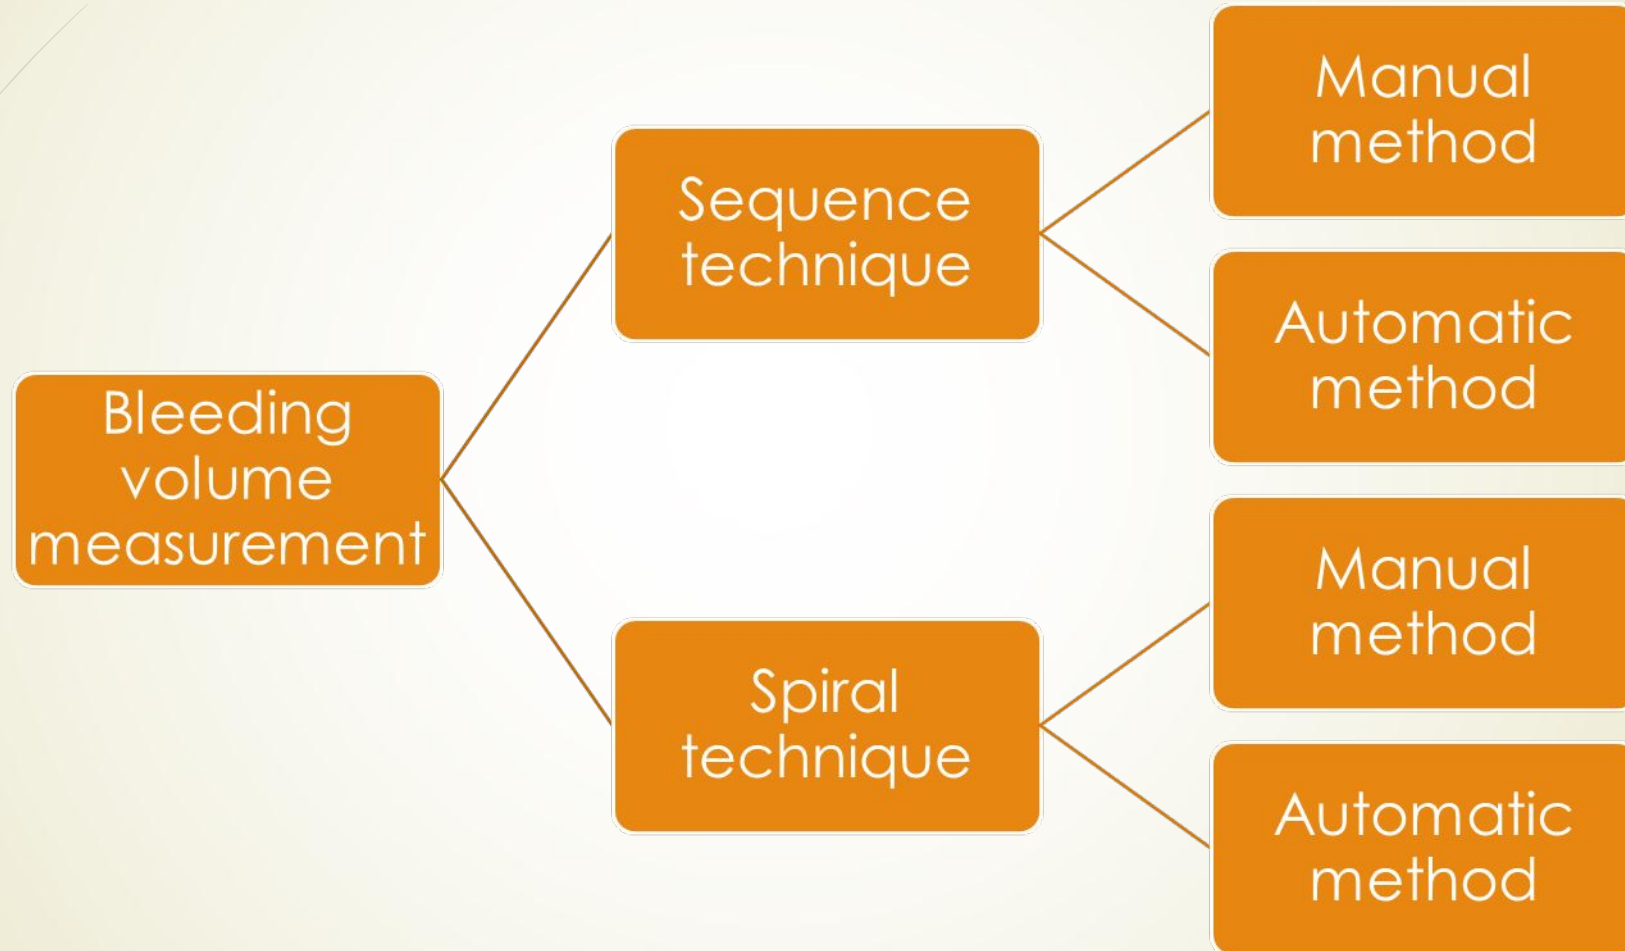 Bleeding
volume
measurement
Sequence
technique
Manual
method
Automatic
method
Spiral
technique
Manual
method
Automatic
method